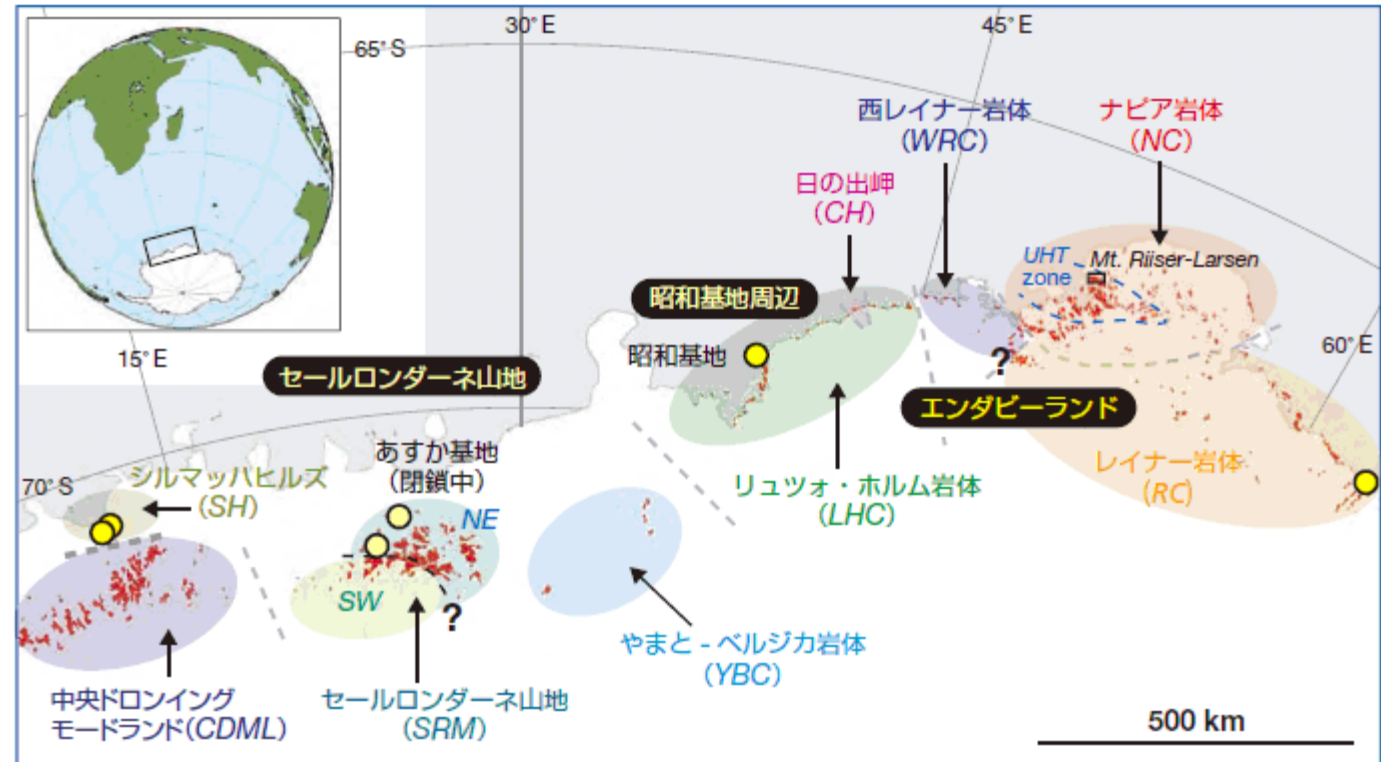 30°E
45°E
65°S
西レイナー岩体
(WRC)
ナピア岩体
(NC)
日の出岬
(CH)
UHT
zone
Mt. Riiser-Larsen
昭和基地周辺
15°E
昭和基地
60°E
セールロンダーネ山地
?
エンダビーランド
あすか基地
(閉鎖中)
シルマッハヒルズ
(SH)
70°S
NE
リュツォ・ホルム岩体
(LHC)
レイナー岩体
(RC)
SW
?
やまと - ベルジカ岩体
(YBC)
中央ドロンイング
モードランド(CDML)
セールロンダーネ山地
(SRM)
500 km